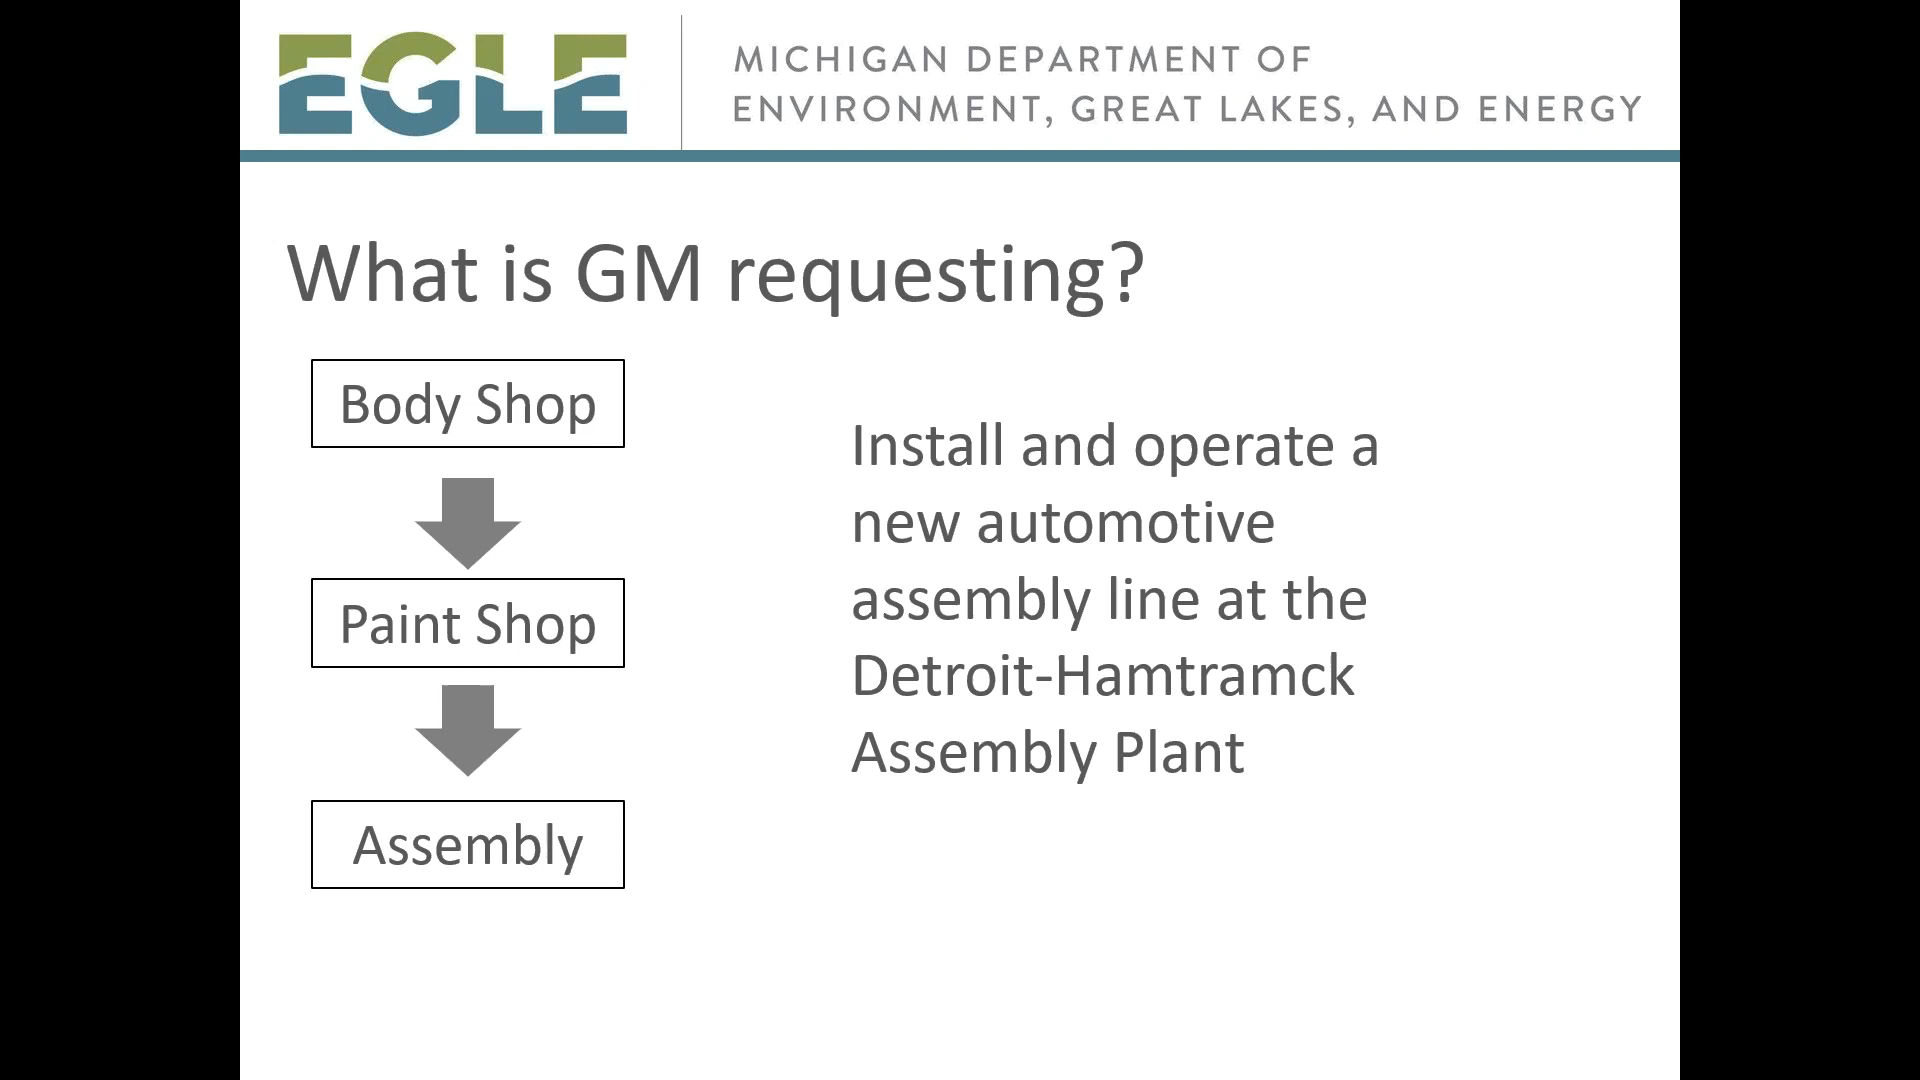 EGLE
MICHIGAN DEPARTMENT OF
ENVIRONMENT, GREAT LAKES, AND ENERGY
What is GM requesting?
Body Shop
Paint Shop
Assembly
Install and operate a
new automotive
assembly line at the
Detroit-Hamtramck
Assembly Plant